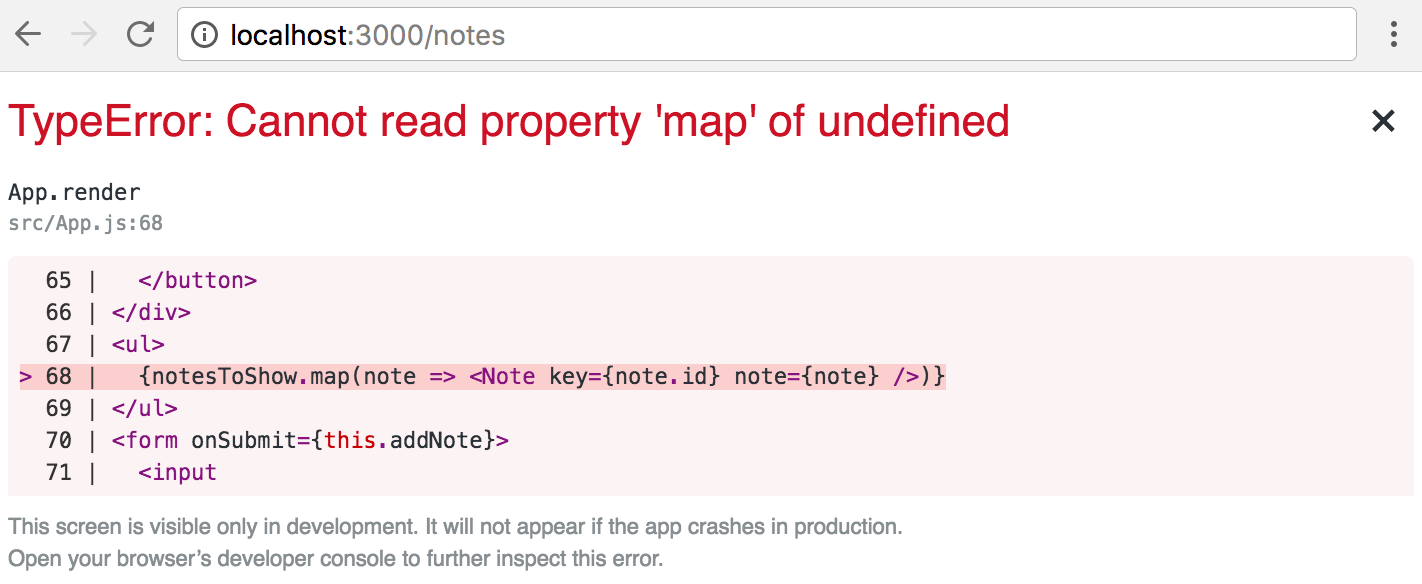 localhost:3000/notes
TypeError: Cannot read property 'map' of undefined
App.render
src/App.js:68
65 |   </button>
66 | </div>
67 | <ul>
> 68 |   {notesToShow.map(note => <Note key={note.id} note={note} />)}
69 | </ul>
70 | <form onSubmit={this.addNote}>
71 |   <input
This screen is visible only in development. It will not appear if the app crashes in production.
Open your browser’s developer console to further inspect this error.